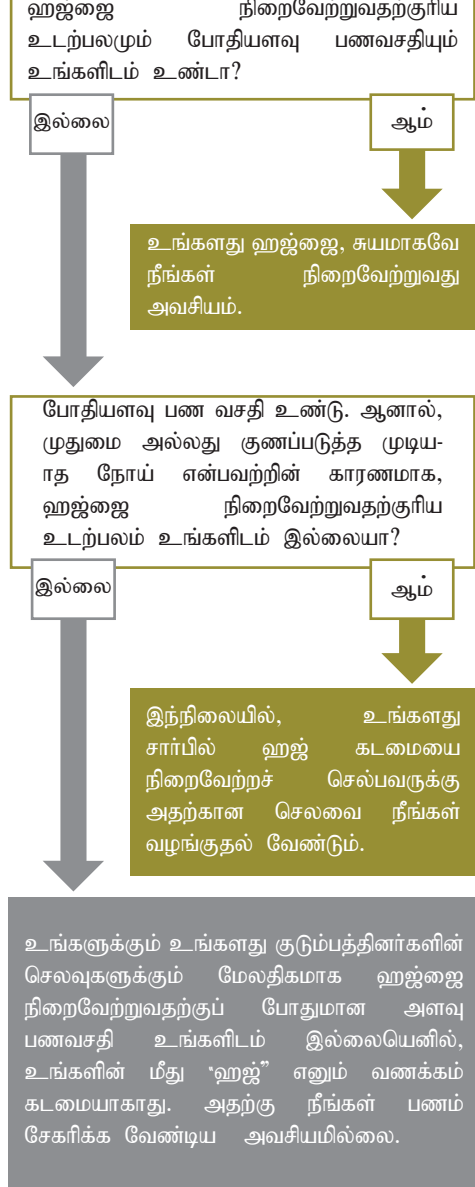 ஹஜ்ஜை நிறைவேற்றுவதற்குரிய
உடற்பலமும் போதியளவு பணவசதியும்
உங்களிடம் உண்டா?
இல்லை
ஆம்
உங்களது ஹஜ்ஜை, சுயமாகவே
நீங்கள் நிறைவேற்றுவது
அவசியம்.
போதியளவு பண வசதி உண்டு. ஆனால்,
முதுமை அல்லது குணப்படுத்த முடிய-
ாத நோய் என்பவற்றின் காரணமாக,
ஹஜ்ஜை நிறைவேற்றுவதற்குரிய
உடற்பலம் உங்களிடம் இல்லையா?
இல்லை
ஆம்
இந்நிலையில், உங்களது
சார்பில் ஹஜ் கடமையை
நிறைவேற்றச் செல்பவருக்கு
அதற்கான செலவை நீங்கள்
வழங்குதல் வேண்டும்.
உங்களுக்கும் உங்களது குடும்பத்தினர்களின்
செலவுகளுக்கும் மேலதிகமாக ஹஜ்ஜை
நிறைவேற்றுவதற்குப் போதுமான அளவு
பணவசதி உங்களிடம் இல்லையெனில்,
உங்களின் மீது “ஹஜ்” எனும் வணக்கம்
கடமையாகாது. அதற்கு நீங்கள் பணம்
சேகரிக்க வேண்டிய அவசியமில்லை.